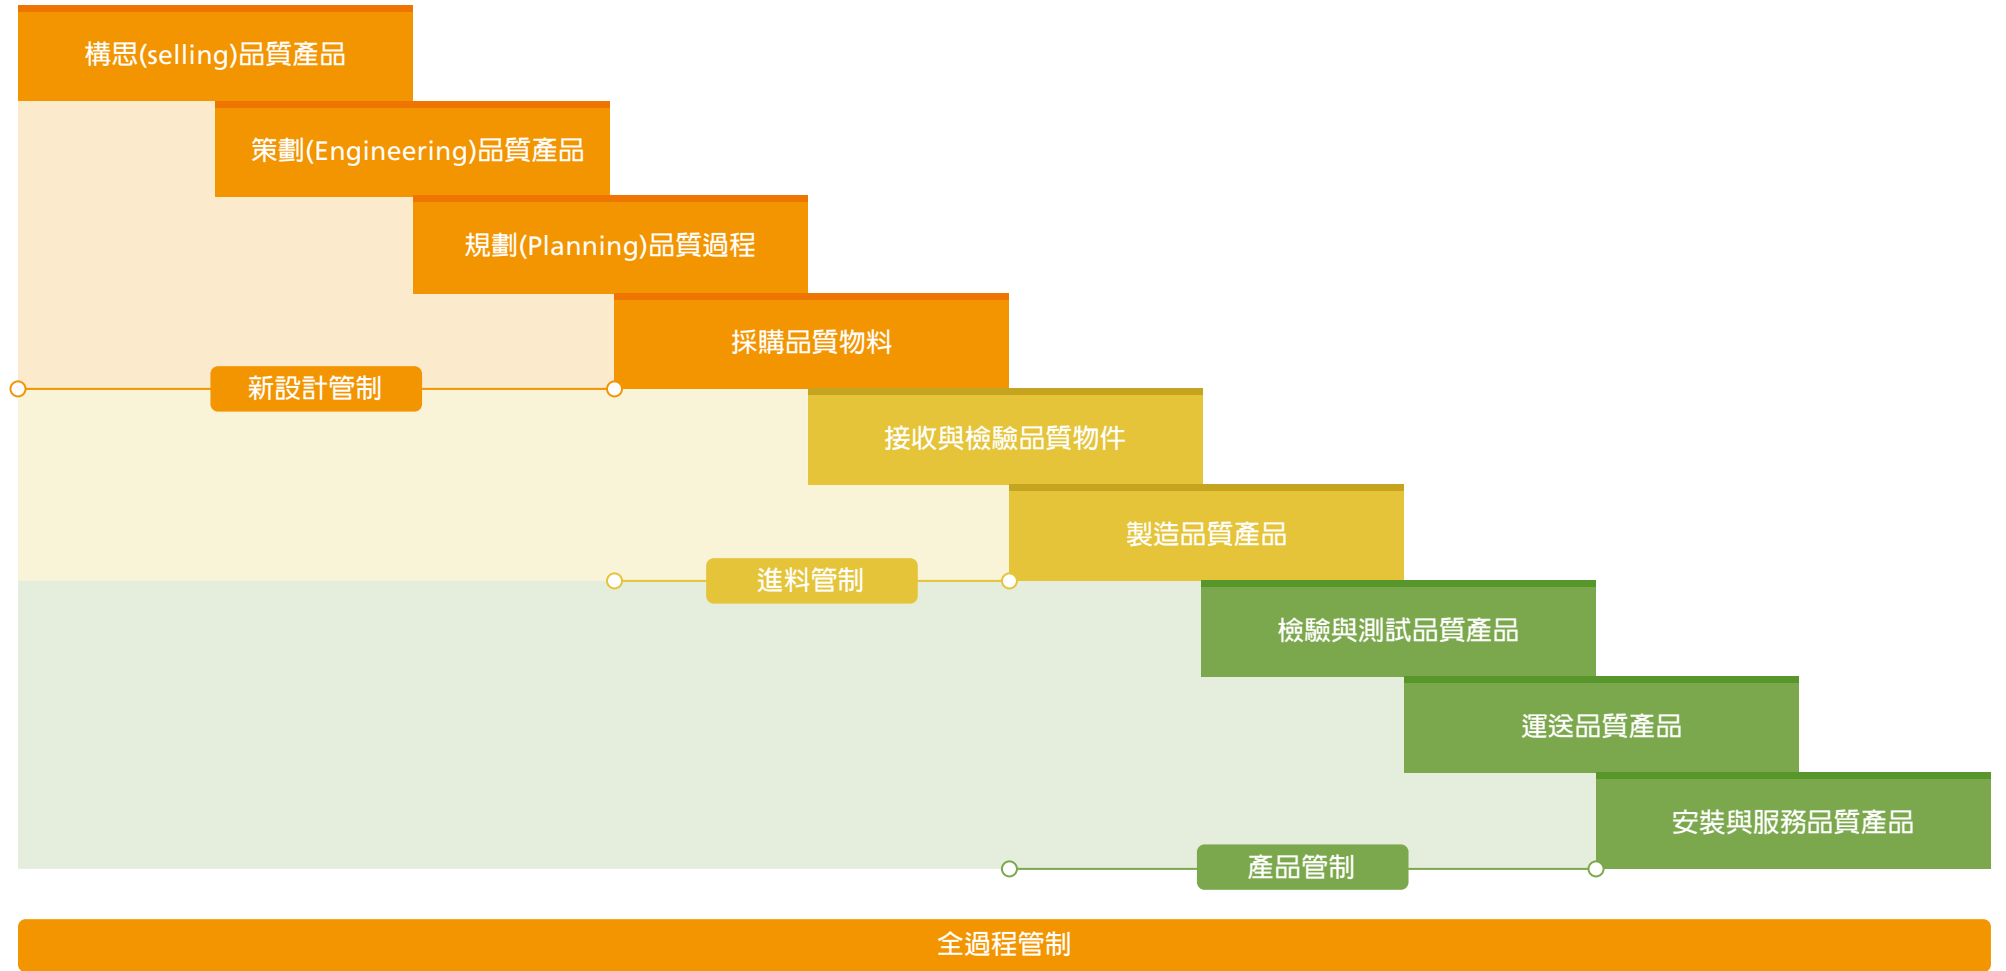 構思(selling)品質產品
策劃(Engineering)品質產品
規劃(Planning)品質過程
採購品質物料
新設計管制
接收與檢驗品質物件
製造品質產品
進料管制
檢驗與測試品質產品
運送品質產品
安裝與服務品質產品
產品管制
全過程管制